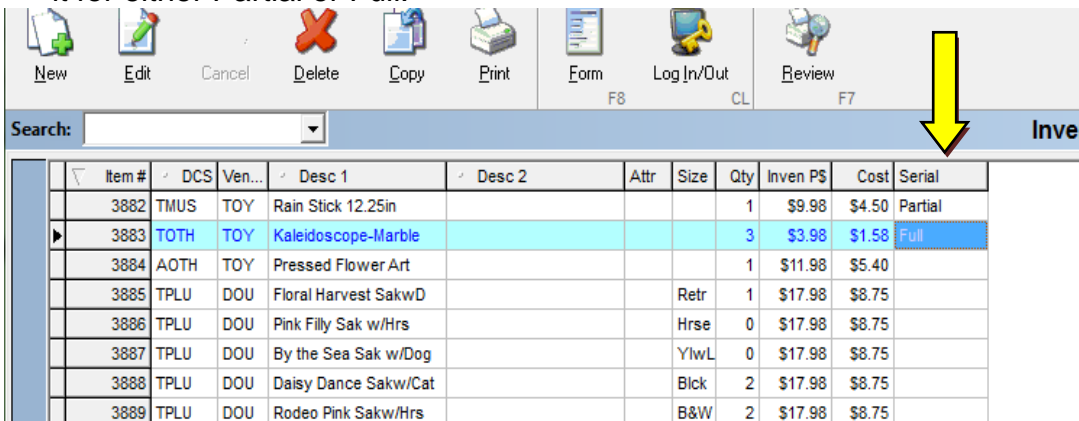 New Edit Cancel Delete Copy Print Form Log In/Out Review
F8 CL F7
Search: Inve
Item # DCS Ven... Desc 1 Desc 2 Attr Size Qty Inven P$ Cost Serial
3882 TMUS TOY Rain Stick 12.25in 1 $9.98 $4.50 Partial
3883 TOTH TOY Kaleidoscope-Marble 3 $3.98 $1.58 Full
3884 AOTH TOY Pressed Flower Art 1 $11.98 $5.40
3885 TPLU DOU Floral Harvest SakwD Retr 1 $17.98 $8.75
3886 TPLU DOU Pink Filly Sak w/Hrs Hrse 0 $17.98 $8.75
3887 TPLU DOU By the Sea Sak w/Dog YlwL 0 $17.98 $8.75
3888 TPLU DOU Daisy Dance Sakw/Cat Blck 2 $17.98 $8.75
3889 TPLU DOU Rodeo Pink Sakw/Hrs B&W 2 $17.98 $8.75